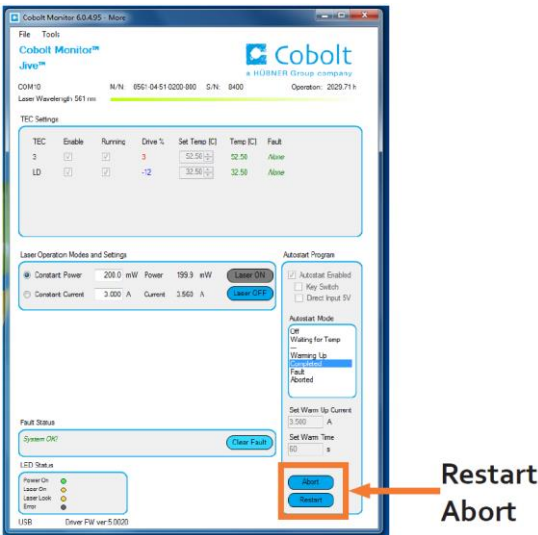 Cobolt Monitor 6.0.4.95 - More
File Tools
Cobolt Monitor™
Jive™
Cobolt
a HÜBNER Group company
COM10 M/N: 0561-04-51-0200-000 S/N: 0400 Operation: 2029.71 h
Laser Wavelength 561 nm
TEC Settings
TEC Enable Running Drive % Set Temp [C] Temp [C] Fault
3 3 52.50 52.50 None
LD -12 32.50 32.50 None
Laser Operation Modes and Settings
Constant Power 200.0 mW Power 199.9 mW Laser ON
Constant Current 3.000 A Current 3.560 A Laser OFF
Autostart Program
Autostart Enabled
Key Switch
Direct Input 5V
Autostart Mode
Off
Waiting for Temp
---
Warming Up
Completed
Fault
Aborted
Set Warm Up Current
3.500 A
Set Warm Time
60 s
Fault Status
System OK!
Clear Fault
LED Status
Power On
Laser On
Laser Lock
Error
Abort
Restart
USB Driver FW ver:5.0020
Restart
Abort